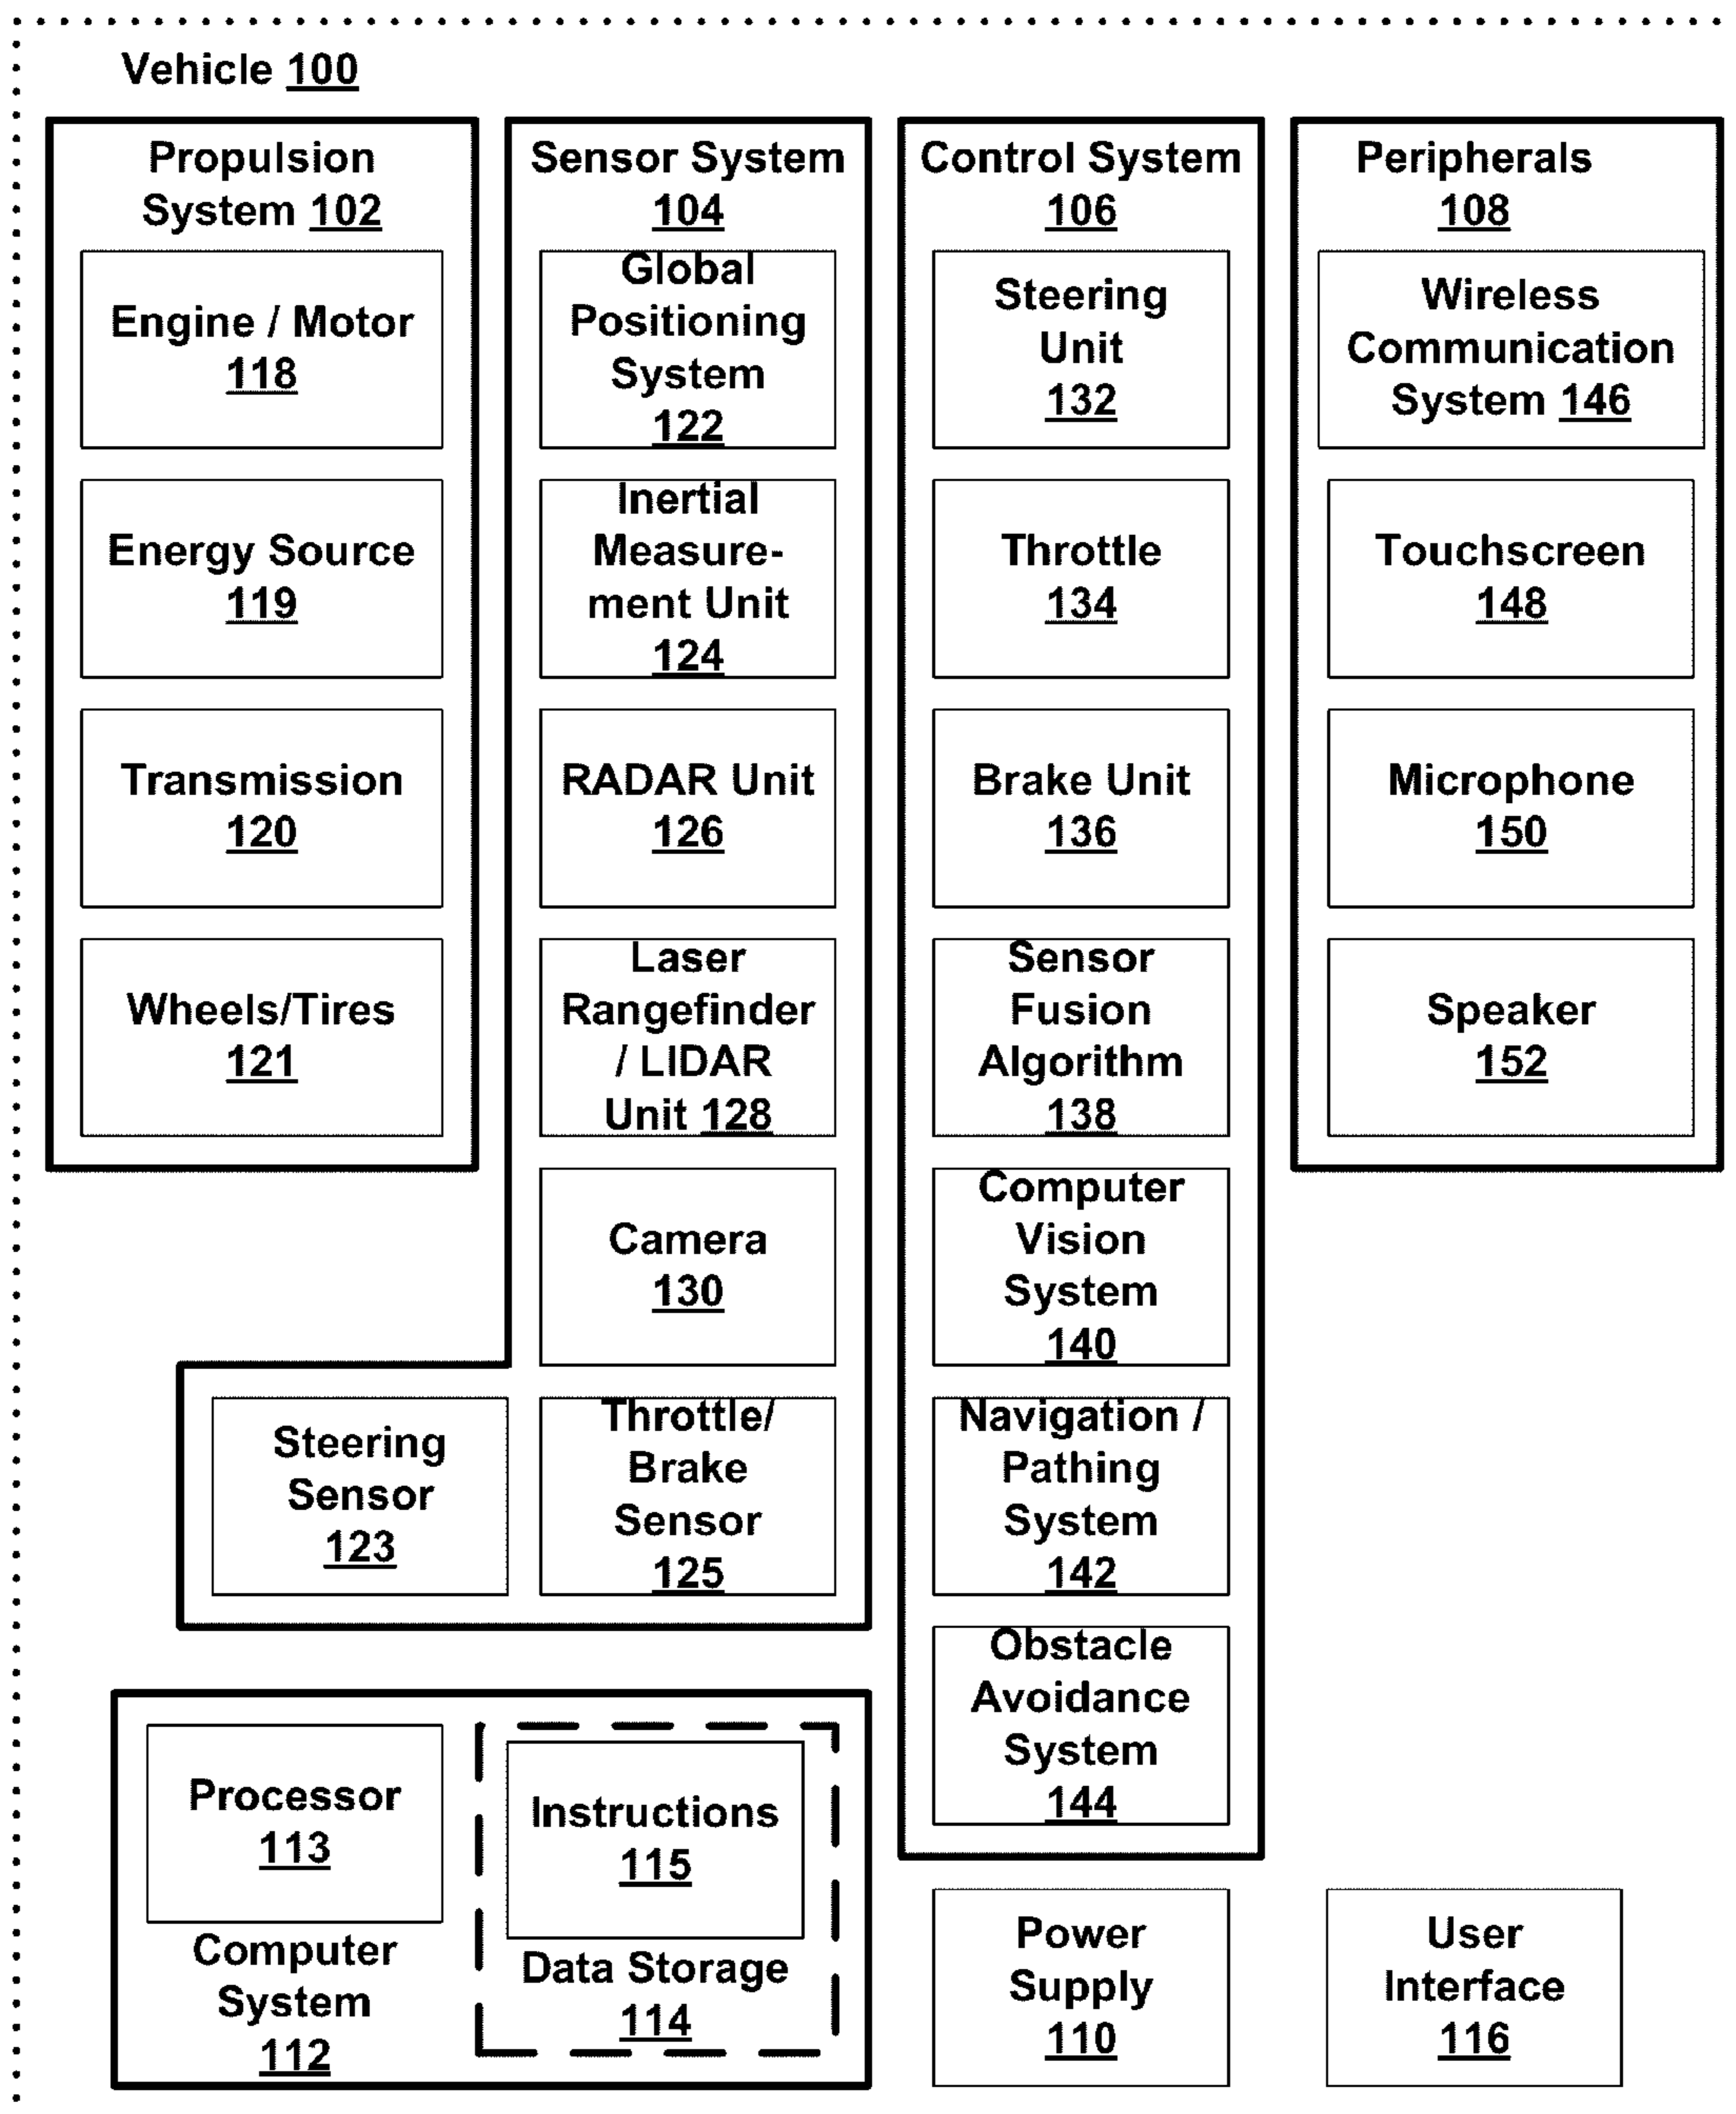 Vehicle 100
Propulsion
System 102
Engine / Motor
118
Energy Source
119
Transmission
120
Wheels/Tires
121
Sensor System
104
Global
Positioning
System
122
Inertial
Measure-
ment Unit
124
RADAR Unit
126
Laser
Rangefinder
/ LIDAR
Unit 128
Camera
130
Steering
Sensor
123
Throttle/
Brake
Sensor
125
Control System
106
Steering
Unit
132
Throttle
134
Brake Unit
136
Sensor
Fusion
Algorithm
138
Computer
Vision
System
140
Navigation /
Pathing
System
142
Obstacle
Avoidance
System
144
Peripherals
108
Wireless
Communication
System 146
Touchscreen
148
Microphone
150
Speaker
152
Processor
113
Computer
System
112
Instructions
115
Data Storage
114
Power
Supply
110
User
Interface
116